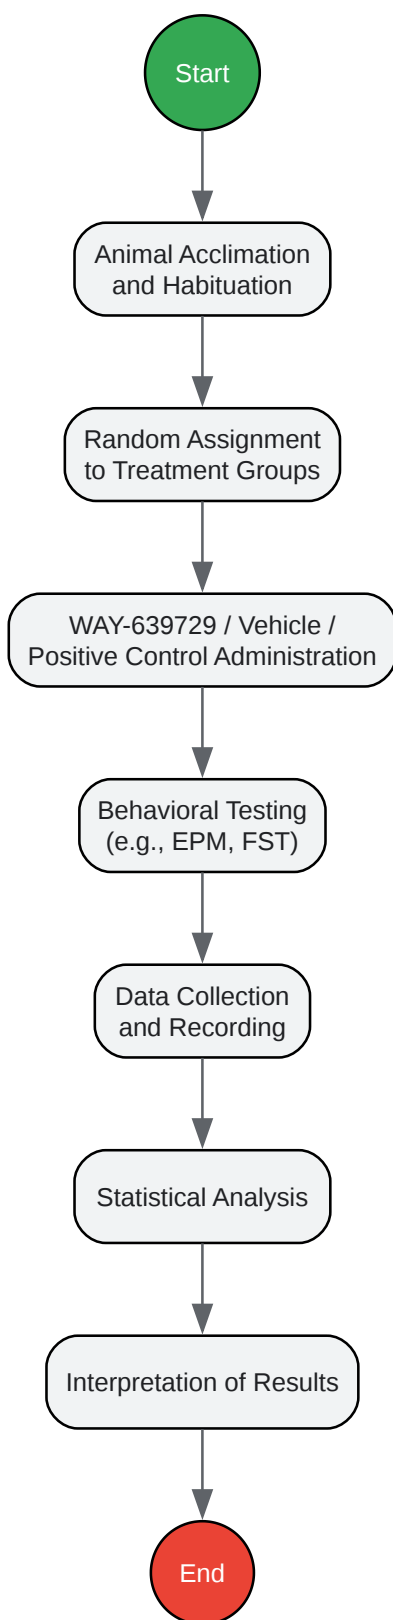 Start
Animal Acclimation
and Habituation
Random Assignment
to Treatment Groups
WAY-639729 / Vehicle /
Positive Control Administration
Behavioral Testing
(e.g., EPM, FST)
Data Collection
and Recording
Statistical Analysis
Interpretation of Results
End